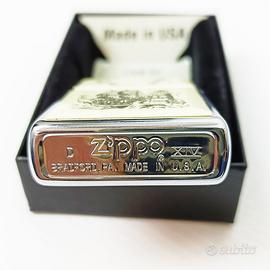 Made in USA
D Zippo XIV
BRADFORD, PA. MADE IN U.S.A.
subito